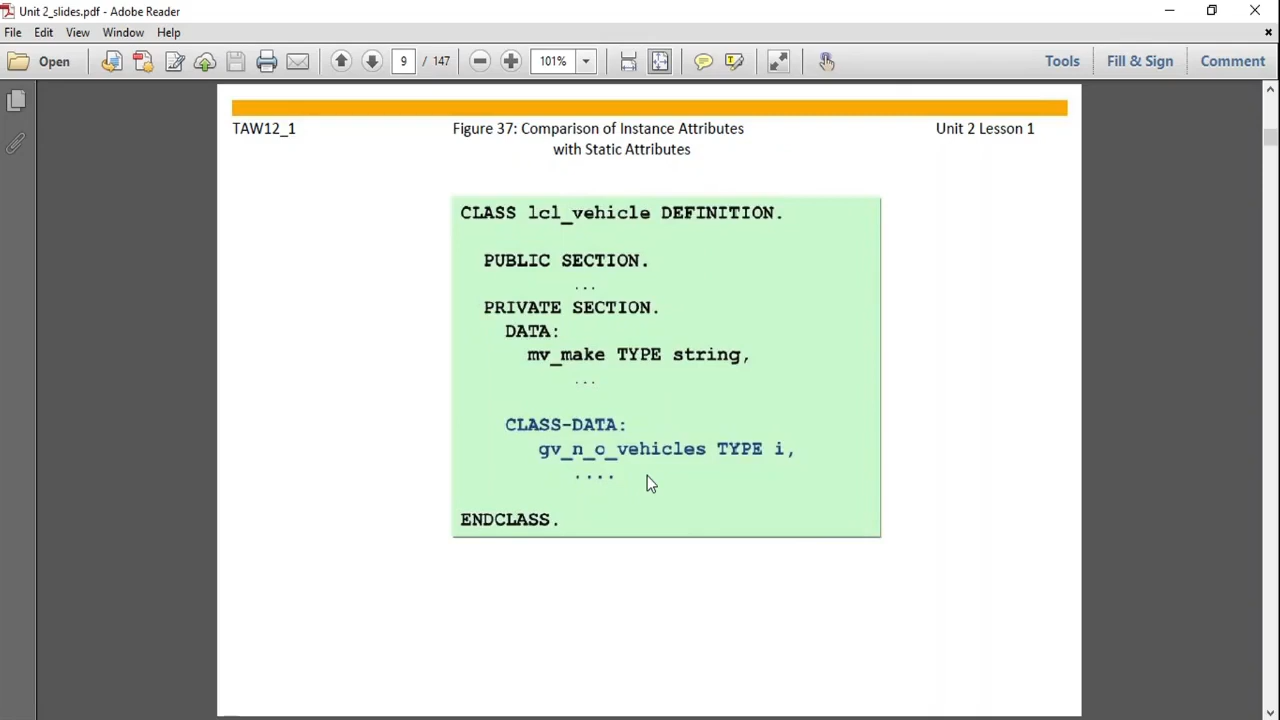 Unit 2_slides.pdf - Adobe Reader
File Edit View Window Help
Open 9 / 147 101% Tools Fill & Sign Comment
TAW12_1 Figure 37: Comparison of Instance Attributes Unit 2 Lesson 1
with Static Attributes
CLASS lcl_vehicle DEFINITION.
PUBLIC SECTION.
...
PRIVATE SECTION.
DATA:
mv_make TYPE string,
...
CLASS-DATA:
gv_n_o_vehicles TYPE i,
....
ENDCLASS.